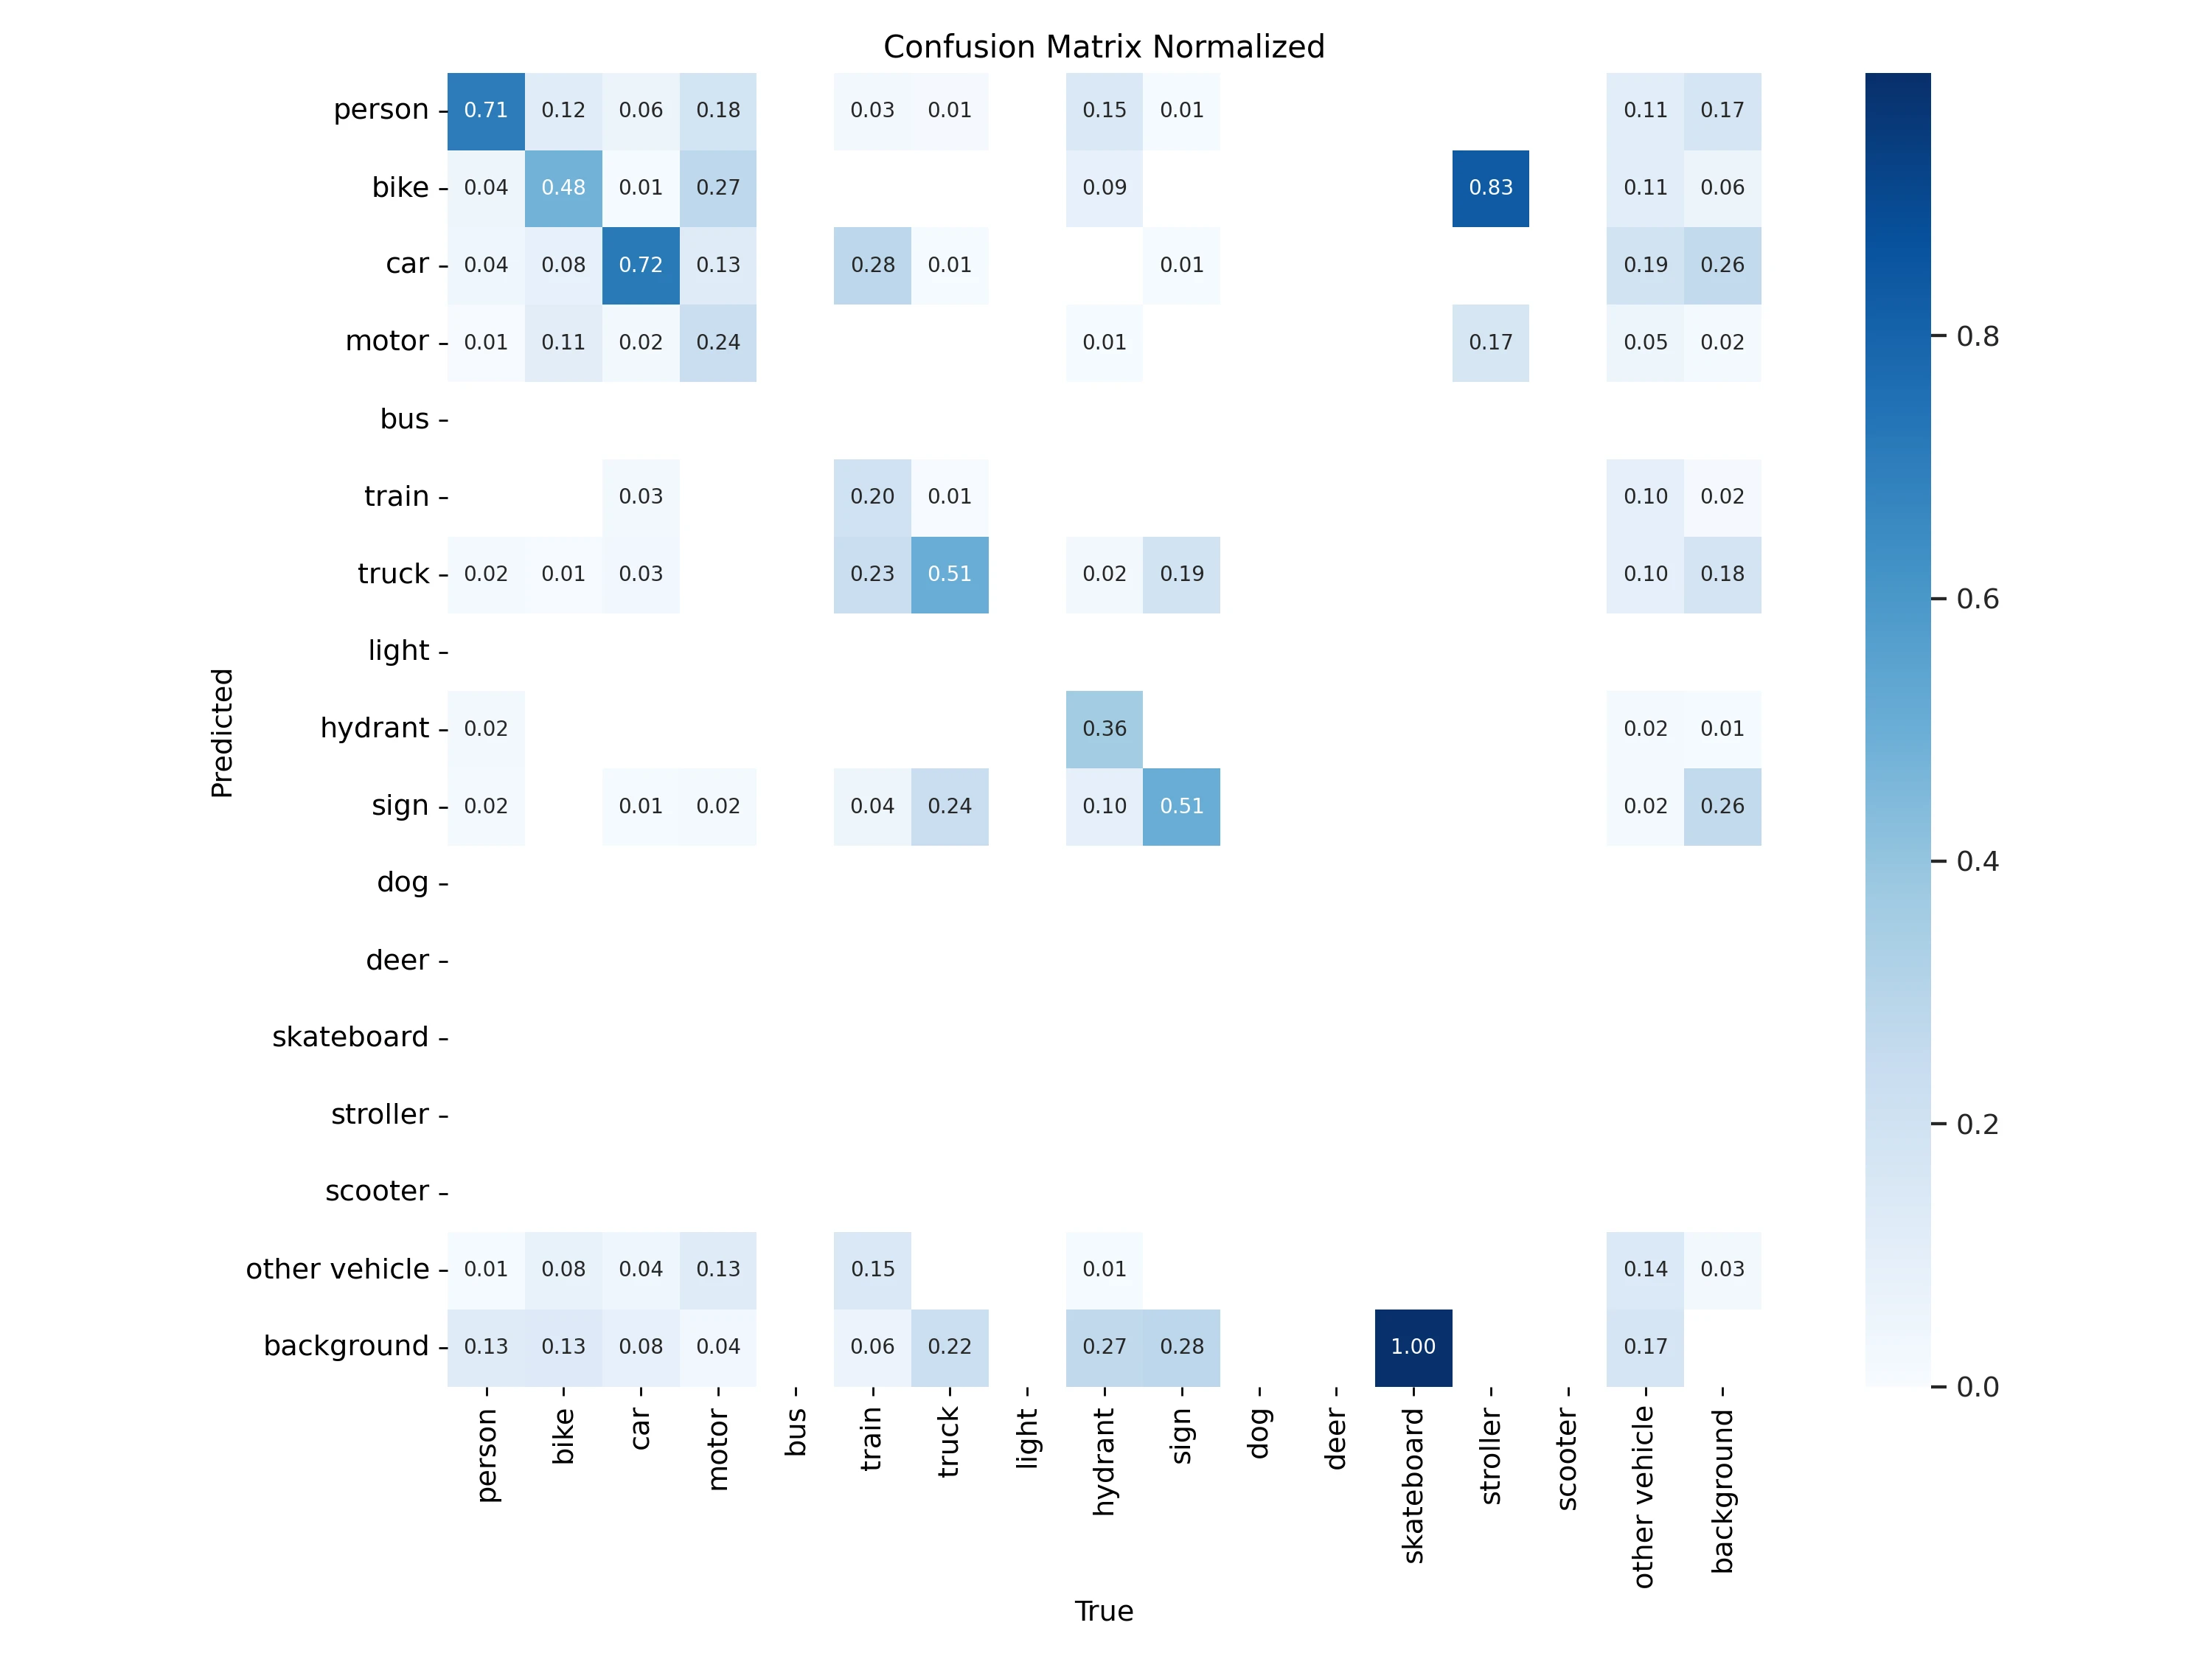 Confusion Matrix Normalized
person 0.71 0.12 0.06 0.18 0.03 0.01 0.15 0.01 0.11 0.17
bike 0.04 0.48 0.01 0.27 0.09 0.83 0.11 0.06
car 0.04 0.08 0.72 0.13 0.28 0.01 0.01 0.19 0.26
motor 0.01 0.11 0.02 0.24 0.01 0.17 0.05 0.02
0.8
bus
train 0.03 0.20 0.01 0.10 0.02
truck 0.02 0.01 0.03 0.23 0.51 0.02 0.19 0.10 0.18
0.6
light
Predicted
hydrant 0.02 0.36 0.02 0.01
sign 0.02 0.01 0.02 0.04 0.24 0.10 0.51 0.02 0.26
0.4
dog
deer
skateboard
stroller
0.2
scooter
other vehicle 0.01 0.08 0.04 0.13 0.15 0.01 0.14 0.03
background 0.13 0.13 0.08 0.04 0.06 0.22 0.27 0.28 1.00 0.17
0.0
person bike car motor bus train truck light hydrant sign dog deer skateboard stroller scooter other vehicle background
True